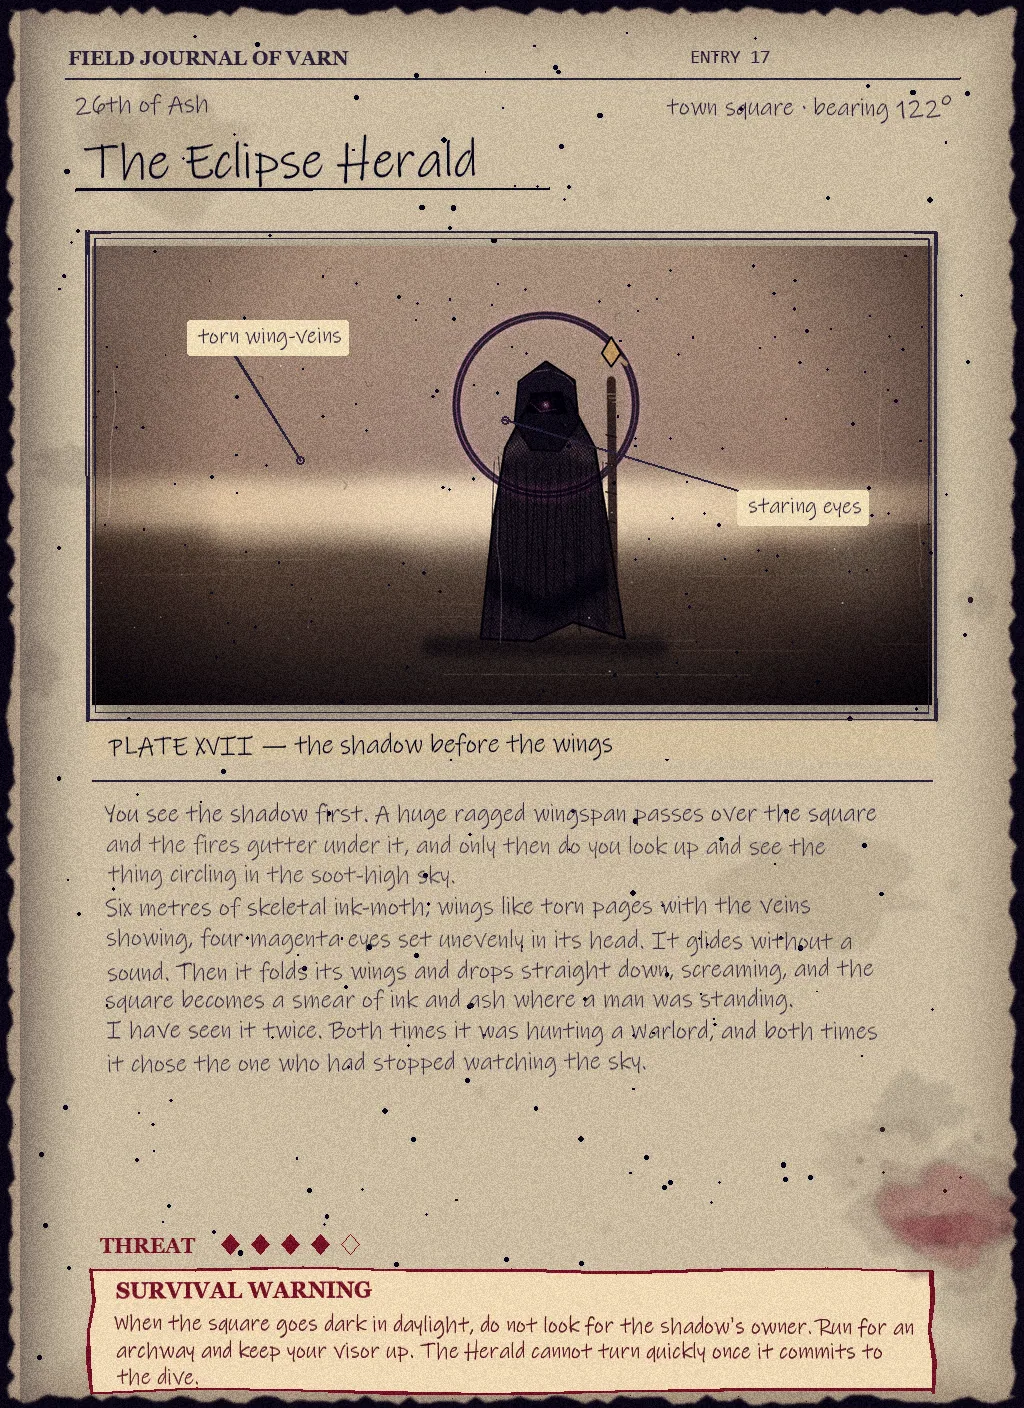 FIELD JOURNAL OF VARN
ENTRY 17
26th of Ash
town square · bearing 122°
The Eclipse Herald
torn wing-veins
staring eyes
PLATE XVII — the shadow before the wings
You see the shadow first. A huge ragged wingspan passes over the square
and the fires gutter under it, and only then do you look up and see the
thing circling in the soot-high sky.
Six metres of skeletal ink-moth; wings like torn pages with the veins
showing, four magenta eyes set unevenly in its head. It glides without a
sound. Then it folds its wings and drops straight down, screaming, and the
square becomes a smear of ink and ash where a man was standing.
I have seen it twice. Both times it was hunting a warlord, and both times
it chose the one who had stopped watching the sky.
THREAT
SURVIVAL WARNING
When the square goes dark in daylight, do not look for the shadow's owner. Run for an
archway and keep your visor up. The Herald cannot turn quickly once it commits to
the dive.